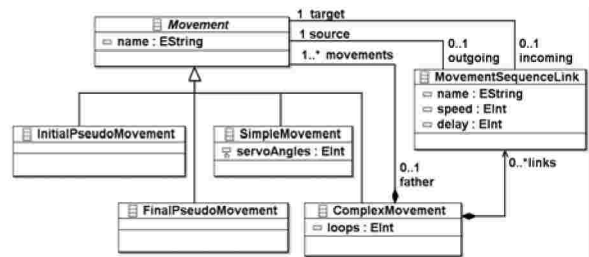 Movement
name : EString
1 target
1 source
1..* movements
0..1
outgoing
0..1
incoming
MovementSequenceLink
name : EString
speed : EInt
delay : EInt
InitialPseudoMovement
SimpleMovement
servoAngles : EInt
0..1
father
0..*links
FinalPseudoMovement
ComplexMovement
loops : EInt